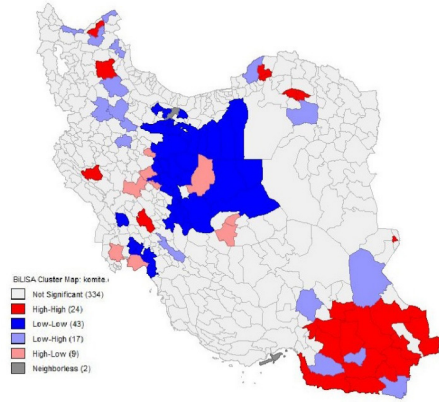 BiLISA Cluster Map: komite.
Not Significant (334)
High-High (24)
Low-Low (43)
Low-High (17)
High-Low (9)
Neighborless (2)